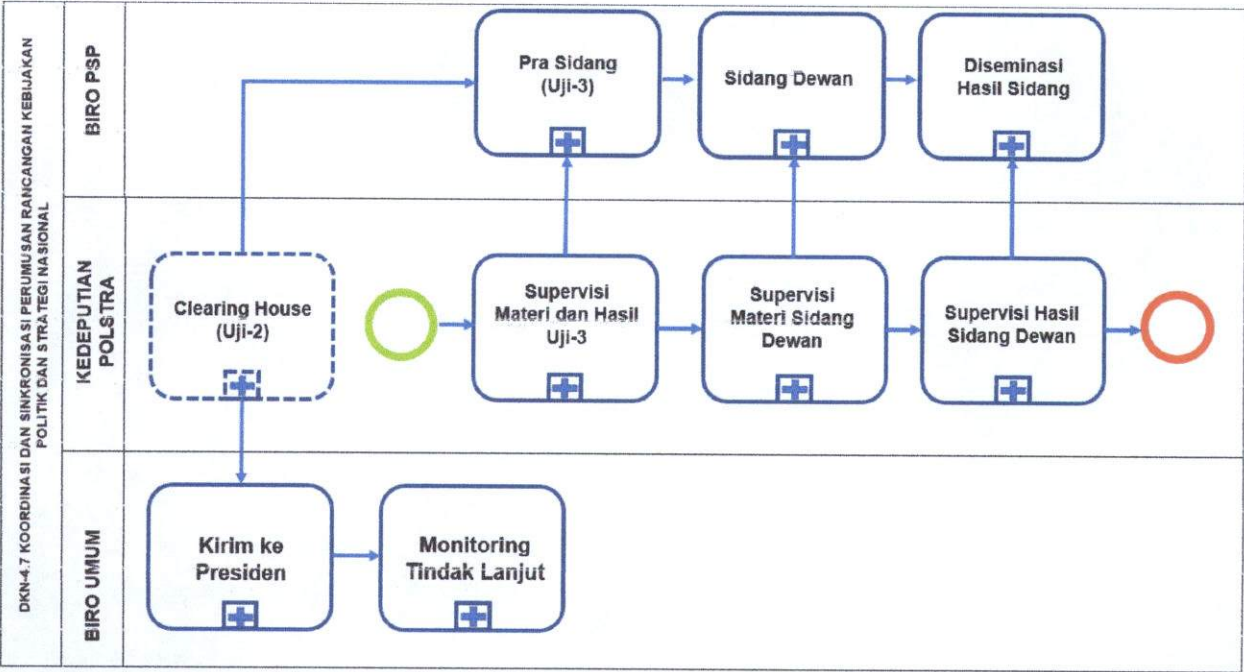 DKN-4.7 KOORDINASI DAN SINKRONISASI PERUMUSAN RANCANGAN KEBIJAKAN
POLITIK DAN STRATEGI NASIONAL
BIRO PSP
Pra Sidang
(Uji-3)
Sidang Dewan
Diseminasi
Hasil Sidang
KEDEPUTIAN
POLSTRA
Clearing House
(Uji-2)
Supervisi
Materi dan Hasil
Uji-3
Supervisi
Materi Sidang
Dewan
Supervisi Hasil
Sidang Dewan
BIRO UMUM
Kirim ke
Presiden
Monitoring
Tindak Lanjut